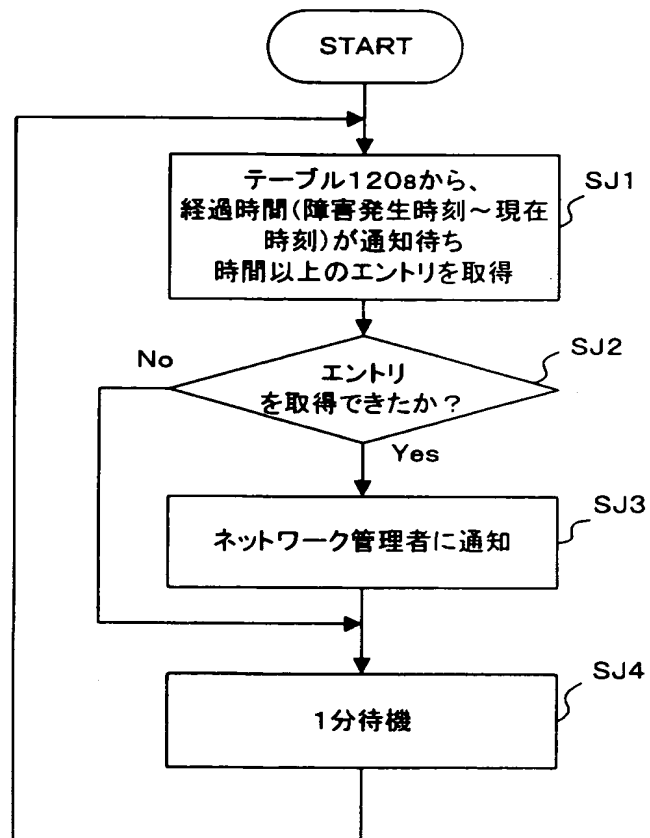 START
テーブル120sから、
経過時間(障害発生時刻～現在
時刻)が通知待ち
時間以上のエントリを取得
SJ1
No
エントリ
を取得できたか？
SJ2
Yes
ネットワーク管理者に通知
SJ3
1分待機
SJ4